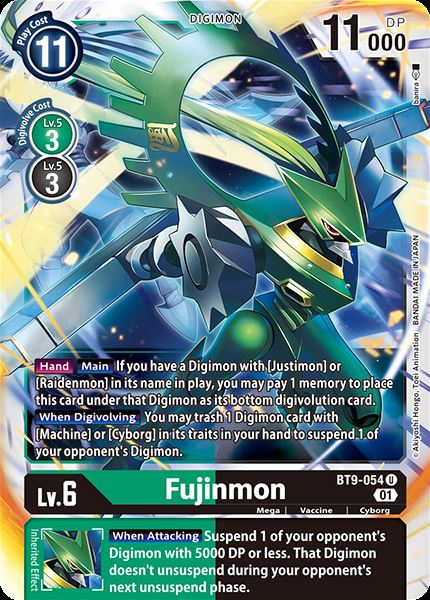 DIGIMON
Play Cost
11
11000
DP
Digivolve Cost
Lv.5
3
Lv.5
3
banira
©Akiyoshi Hongo, Toei Animation BANDAI MADE IN JAPAN
Hand Main If you have a Digimon with [Justimon] or
[Raidenmon] in its name in play, you may pay 1 memory to place
this card under that Digimon as its bottom digivolution card.
When Digivolving You may trash 1 Digimon card with
[Machine] or [Cyborg] in its traits in your hand to suspend 1 of
your opponent's Digimon.
BT9-054 U
Lv.6
Fujinmon
01
Mega | Vaccine | Cyborg
Inherited Effect
When Attacking Suspend 1 of your opponent's
Digimon with 5000 DP or less. That Digimon
doesn't unsuspend during your opponent's
next unsuspend phase.